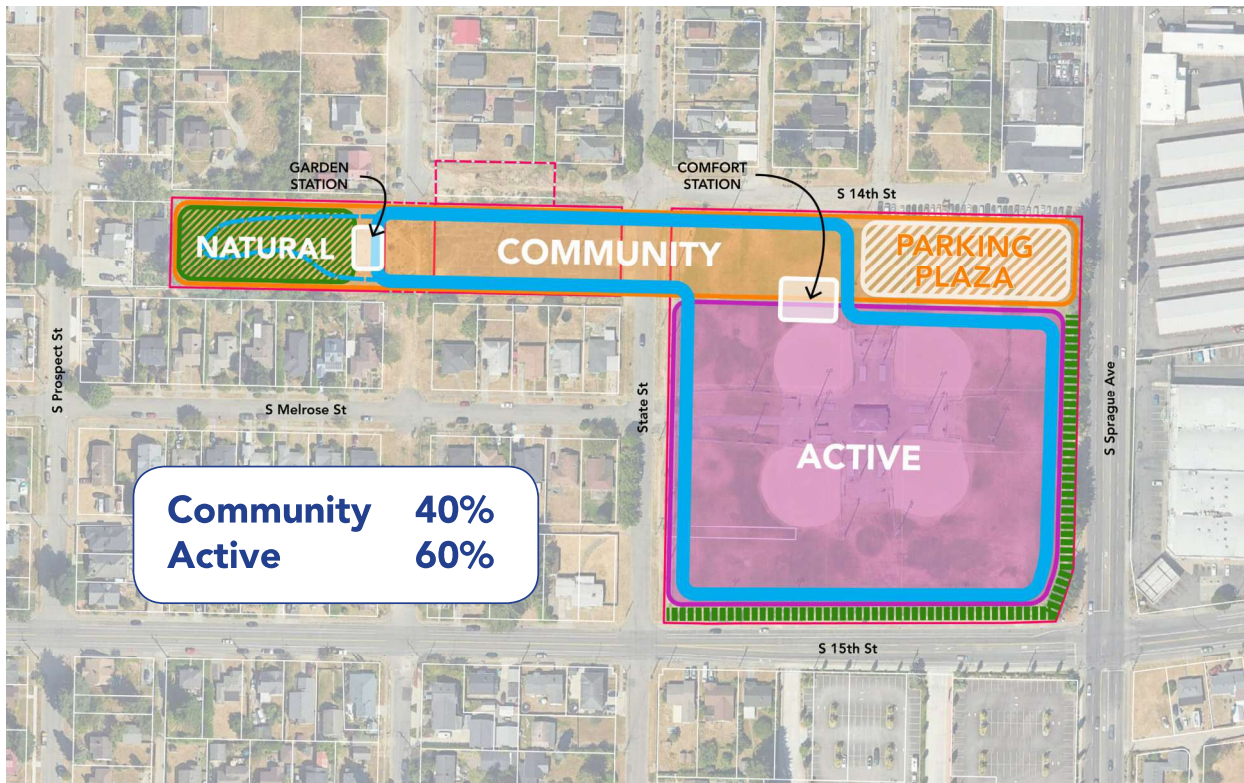 GARDEN
STATION
COMFORT
STATION
S 14th St
NATURAL
COMMUNITY
PARKING
PLAZA
S Prospect St
S Melrose St
State St
S Sprague Ave
ACTIVE
Community 40%
Active 60%
S 15th St